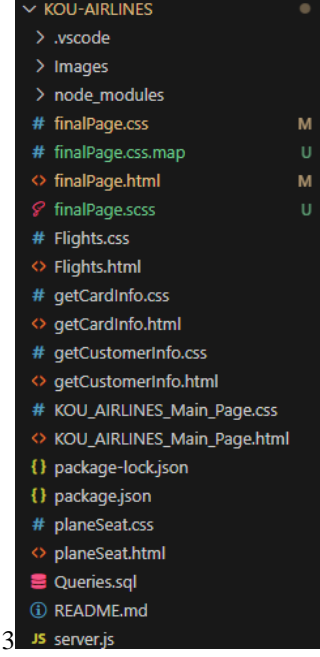 KOU-AIRLINES
.vscode
Images
node_modules
# finalPage.css M
# finalPage.css.map U
<> finalPage.html M
finalPage.scss U
# Flights.css
<> Flights.html
# getCardInfo.css
<> getCardInfo.html
# getCustomerInfo.css
<> getCustomerInfo.html
# KOU_AIRLINES_Main_Page.css
<> KOU_AIRLINES_Main_Page.html
{} package-lock.json
{} package.json
# planeSeat.css
<> planeSeat.html
Queries.sql
README.md
3 JS server.js